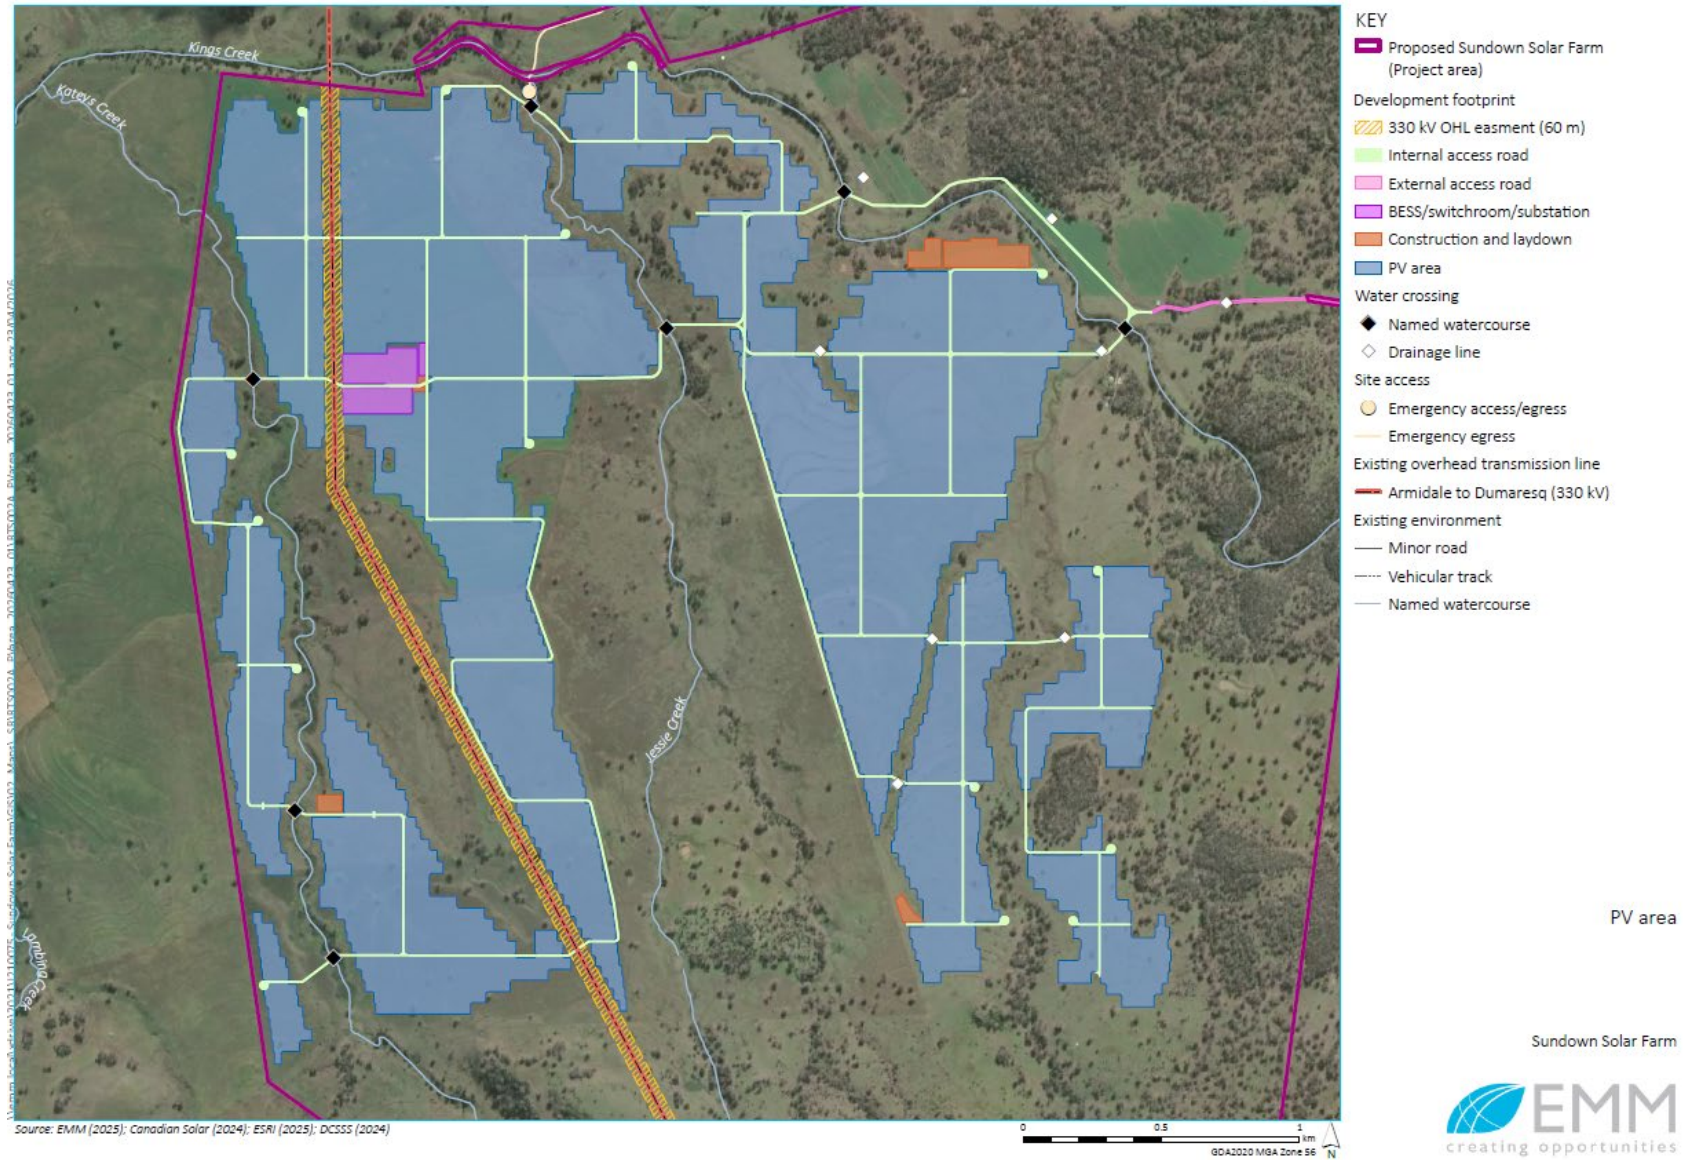 Kings Creek
Kateys Creek
Jessie Creek
Lambing Creek
KEY
Proposed Sundown Solar Farm
(Project area)
Development footprint
330 kV OHL easment (60 m)
Internal access road
External access road
BESS/switchroom/substation
Construction and laydown
PV area
Water crossing
Named watercourse
Drainage line
Site access
Emergency access/egress
Emergency egress
Existing overhead transmission line
Armidale to Dumaresq (330 kV)
Existing environment
Minor road
Vehicular track
Named watercourse
PV area
Sundown Solar Farm
EMM
creating opportunities
Source: EMM (2025); Canadian Solar (2024); ESRI (2025); DCSSS (2024)
0 0.5 1
km
GDA2020 MGA Zone 56
N